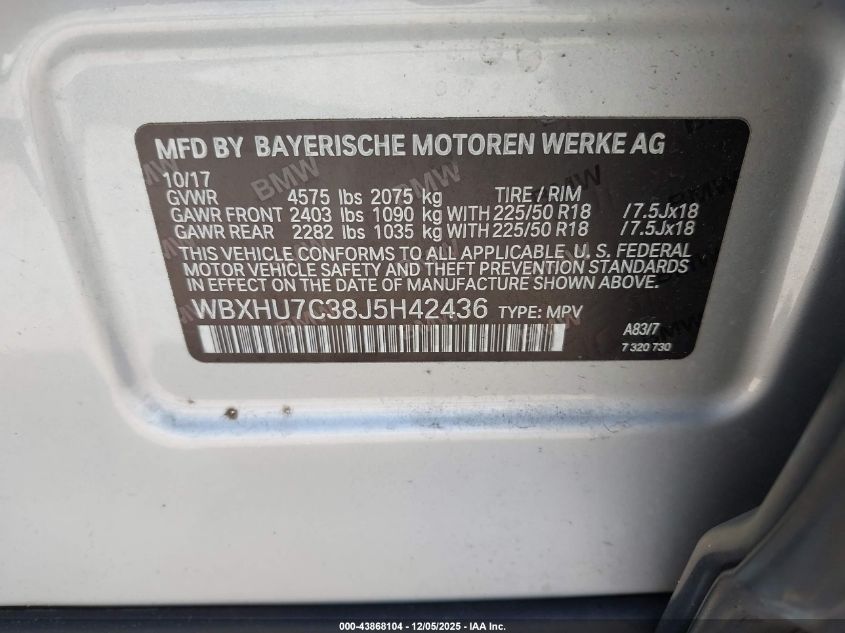 MFD BY BAYERISCHE MOTOREN WERKE AG
10/17
GVWR 4575 lbs 2075 kg TIRE / RIM
GAWR FRONT 2403 lbs 1090 kg WITH 225/50 R18 /7.5Jx18
GAWR REAR 2282 lbs 1035 kg WITH 225/50 R18 /7.5Jx18
THIS VEHICLE CONFORMS TO ALL APPLICABLE U. S. FEDERAL
MOTOR VEHICLE SAFETY AND THEFT PREVENTION STANDARDS
IN EFFECT ON THE DATE OF MANUFACTURE SHOWN ABOVE.
WBXHU7C38J5H42436 TYPE: MPV
A83/7
7 320 730
000-43868104 - 12/05/2025 - IAA Inc.